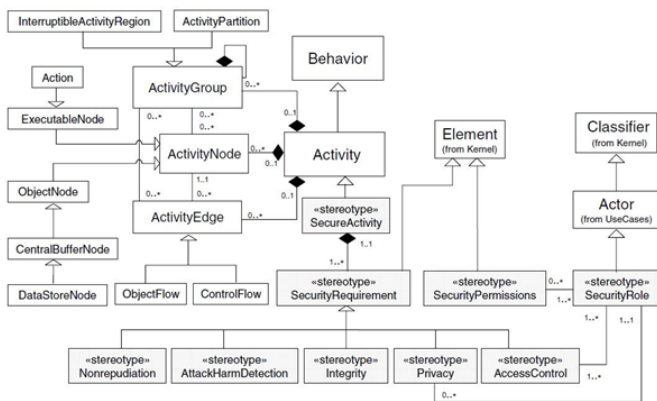 InterruptibleActivityRegion
ActivityPartition
Behavior
Action
ActivityGroup
0..*
0..1
0..*
0..*
0..*
ExecutableNode
ActivityNode
0..*
0..1
Activity
Element
(from Kernel)
Classifier
(from Kernel)
ObjectNode
1..1
0..*
0..*
0..1
ActivityEdge
0..*
«stereotype»
SecureActivity
1..1
Actor
(from UseCases)
CentralBufferNode
1..*
DataStoreNode
ObjectFlow
ControlFlow
«stereotype»
SecurityRequirement
«stereotype»
SecurityPermissions
0..*
1..*
«stereotype»
SecurityRole
1..*
1..1
«stereotype»
Nonrepudiation
«stereotype»
AttackHarmDetection
«stereotype»
Integrity
«stereotype»
Privacy
«stereotype»
AccessControl
1..*
0..*